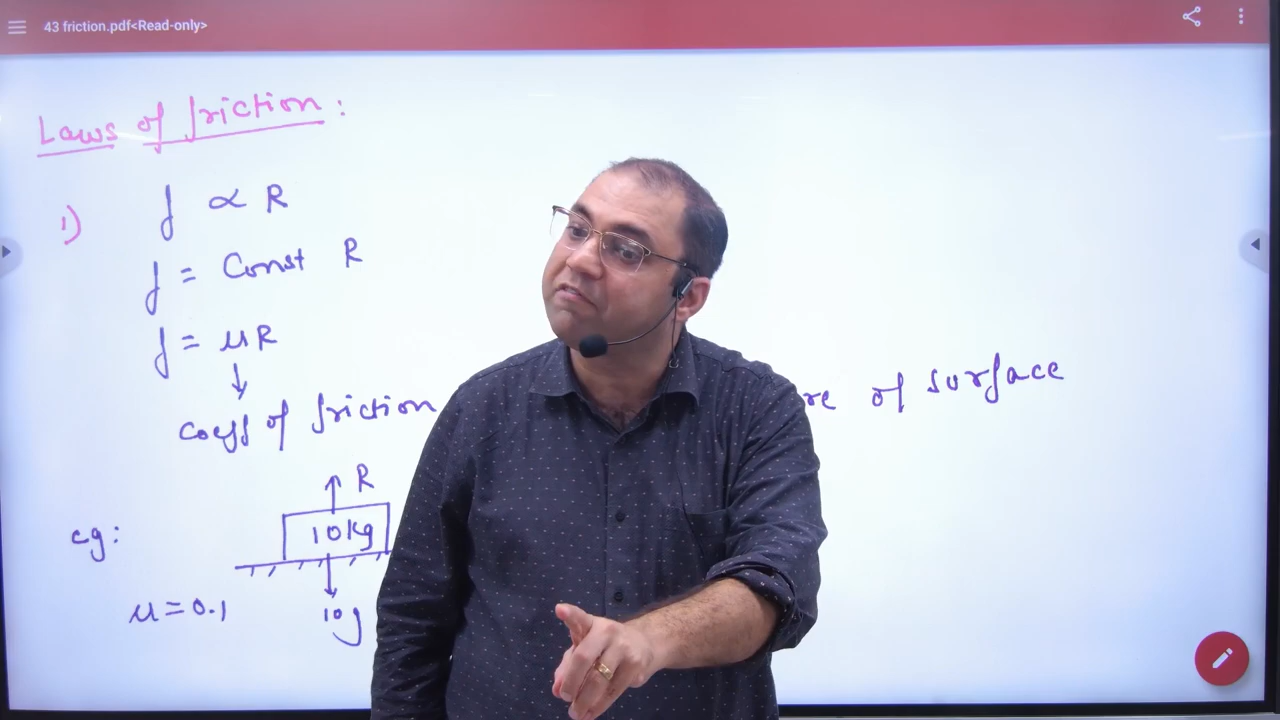 43 friction.pdf<Read-only>
Laws of friction:
1) f ∝ R
f = Const R
f = μR
↓
coeff of friction re of surface
R
eg: 10kg
μ = 0.1
10g